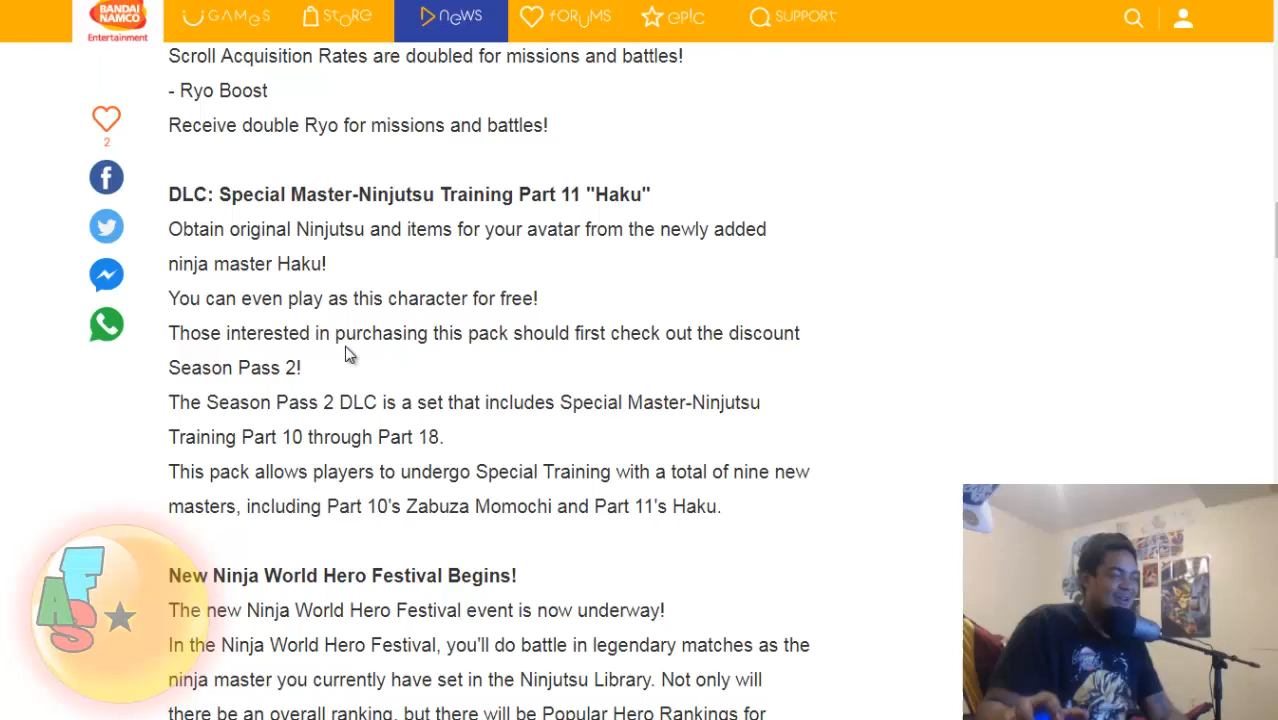 BANDAI
NAMCO
Entertainment
GAMES
STORE
NEWS
FORUMS
EPIC
SUPPORT
Scroll Acquisition Rates are doubled for missions and battles!
- Ryo Boost
Receive double Ryo for missions and battles!
2
DLC: Special Master-Ninjutsu Training Part 11 "Haku"
Obtain original Ninjutsu and items for your avatar from the newly added
ninja master Haku!
You can even play as this character for free!
Those interested in purchasing this pack should first check out the discount
Season Pass 2!
The Season Pass 2 DLC is a set that includes Special Master-Ninjutsu
Training Part 10 through Part 18.
This pack allows players to undergo Special Training with a total of nine new
masters, including Part 10's Zabuza Momochi and Part 11's Haku.
New Ninja World Hero Festival Begins!
The new Ninja World Hero Festival event is now underway!
In the Ninja World Hero Festival, you'll do battle in legendary matches as the
ninja master you currently have set in the Ninjutsu Library. Not only will
there be an overall ranking, but there will be Popular Hero Rankings for
AFS